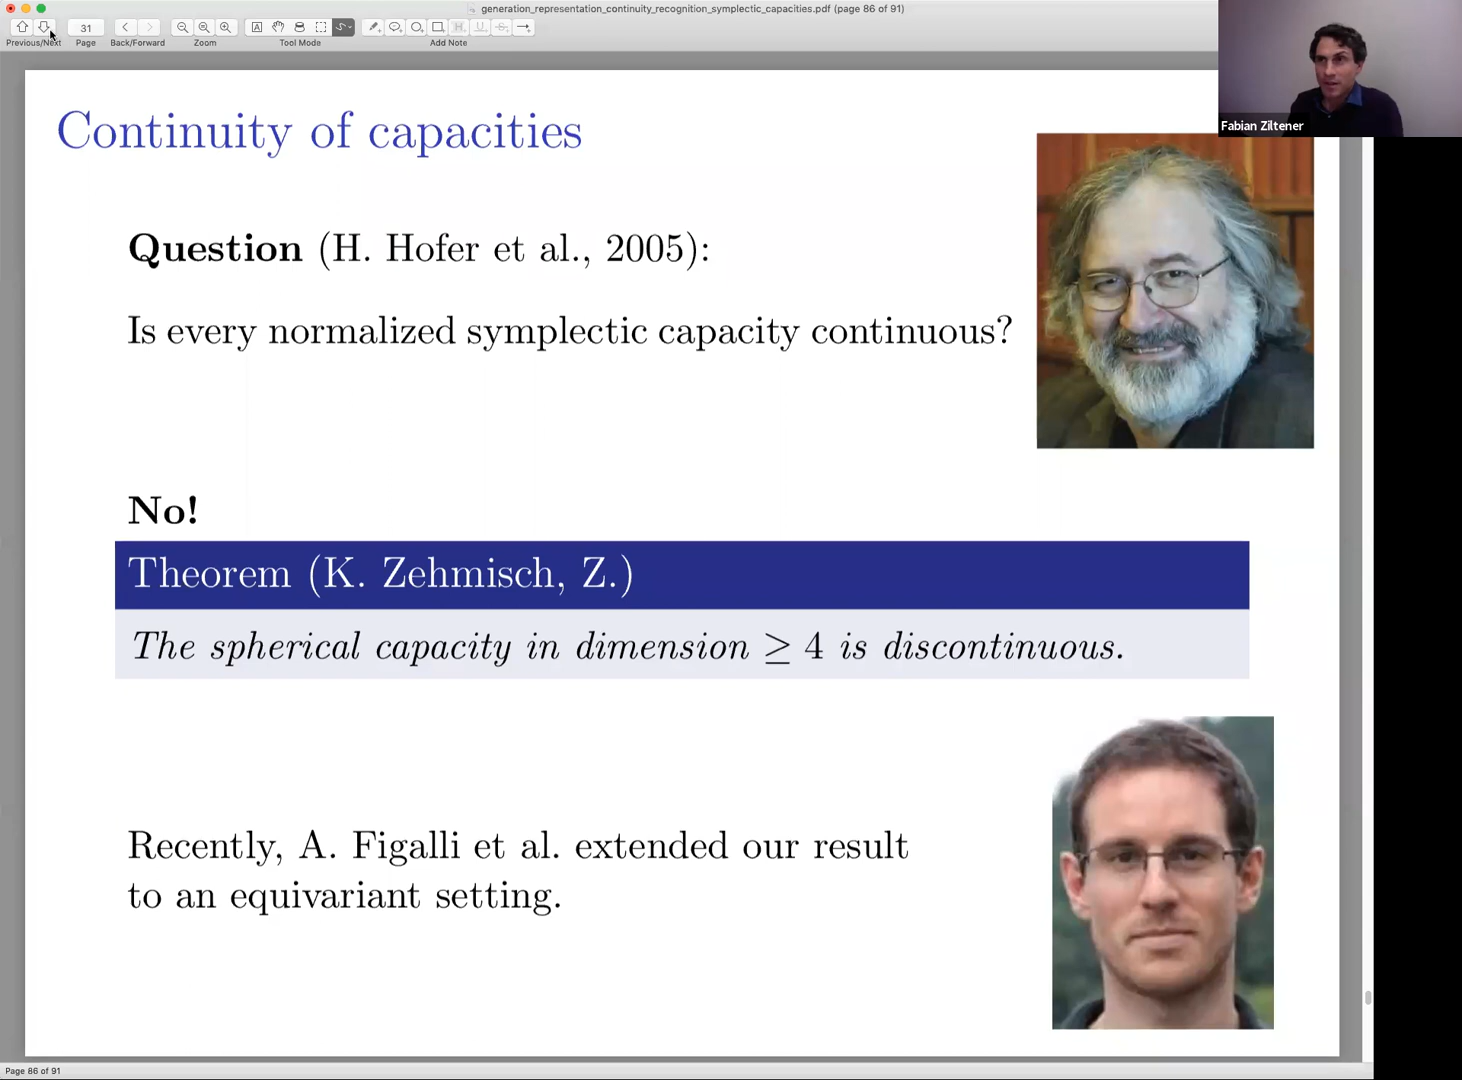 generation_representation_continuity_recognition_symplectic_capacities.pdf (page 86 of 91)
31
Previous/Next Page Back/Forward Zoom Tool Mode Add Note
Fabian Ziltener
Continuity of capacities
Question (H. Hofer et al., 2005):
Is every normalized symplectic capacity continuous?
No!
Theorem (K. Zehmisch, Z.)
The spherical capacity in dimension ≥ 4 is discontinuous.
Recently, A. Figalli et al. extended our result
to an equivariant setting.
Page 86 of 91